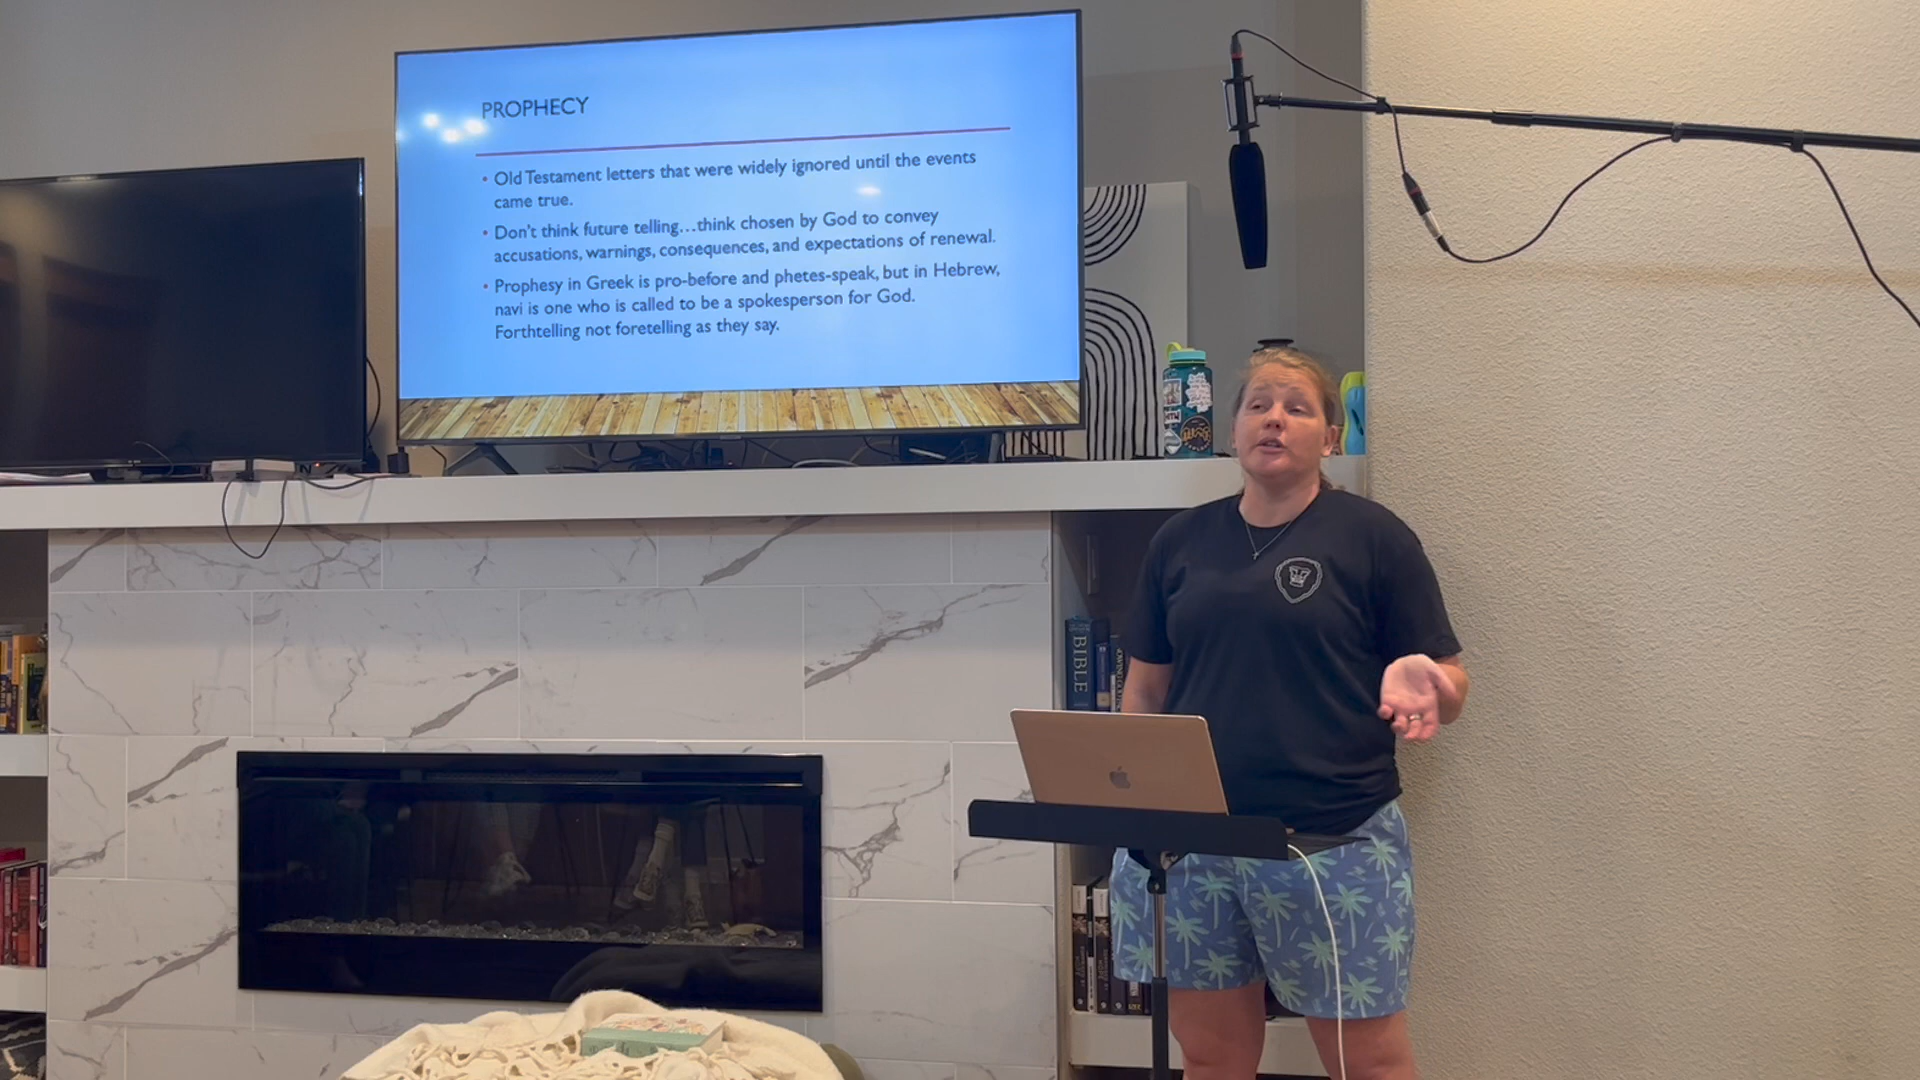 PROPHECY
• Old Testament letters that were widely ignored until the events
came true.
• Don't think future telling...think chosen by God to convey
accusations, warnings, consequences, and expectations of renewal.
• Prophesy in Greek is pro-before and phetes-speak, but in Hebrew,
navi is one who is called to be a spokesperson for God.
Forthtelling not foretelling as they say.
BIBLE